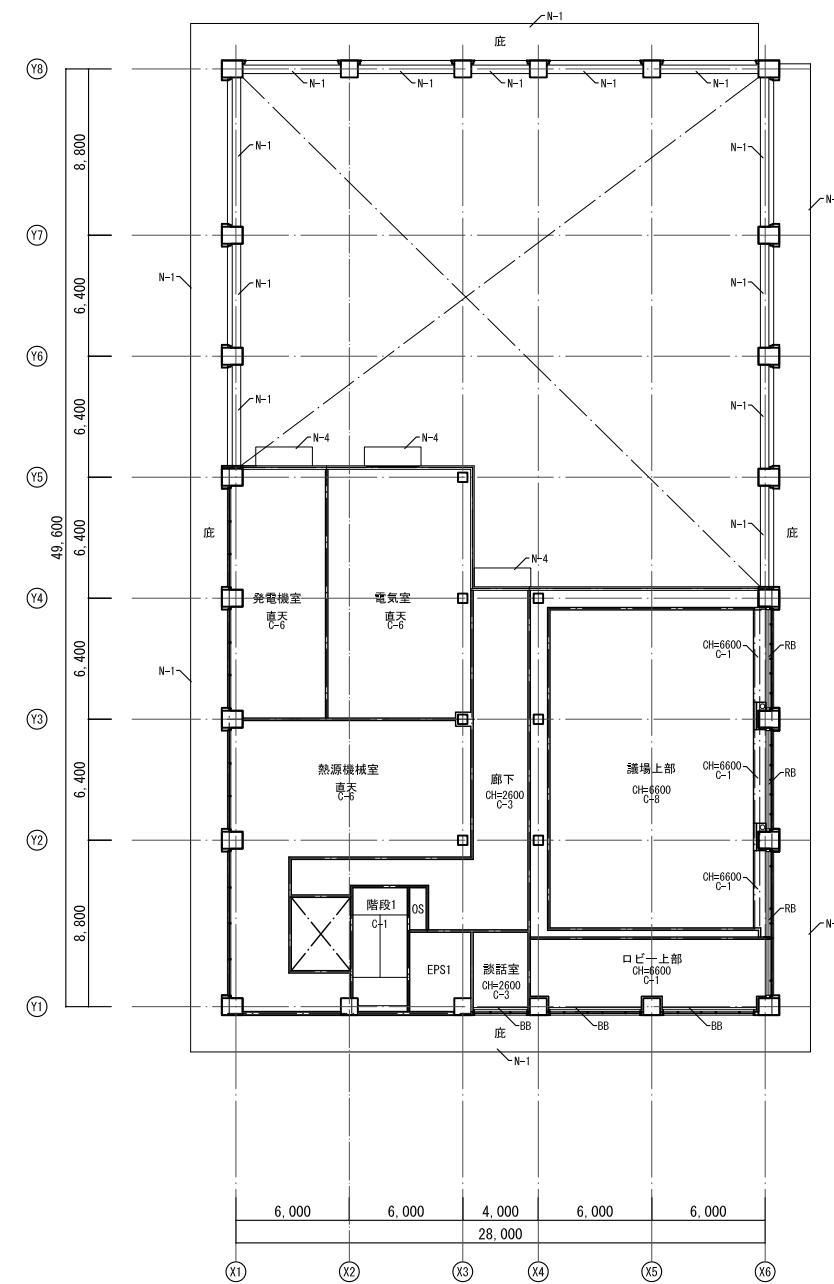 N-1
庇
Y8
N-1
N-1
N-1
N-1
N-1
8,800
N-1
N-1
N-
Y7
N-1
6,400
N-1
N-1
Y6
6,400
N-1
N-1
N-4
N-4
Y5
49,600
6,400
庇
N-1
庇
N-4
Y4
発電機室
直天
C-6
電気室
直天
C-6
6,400
CH=6600
C-1
RB
N-1
Y3
熱源機械室
直天
C-6
6,400
廊下
CH=2600
C-3
議場上部
CH=6600
C-8
CH=6600
C-1
RB
Y2
CH=6600
C-1
階段1
C-1
OS
RB
8,800
N-
EPS1
談話室
CH=2600
C-3
ロビー上部
CH=6600
C-1
Y1
BB
BB
BB
庇
N-1
6,000
6,000
4,000
6,000
6,000
28,000
X1
X2
X3
X4
X5
X6